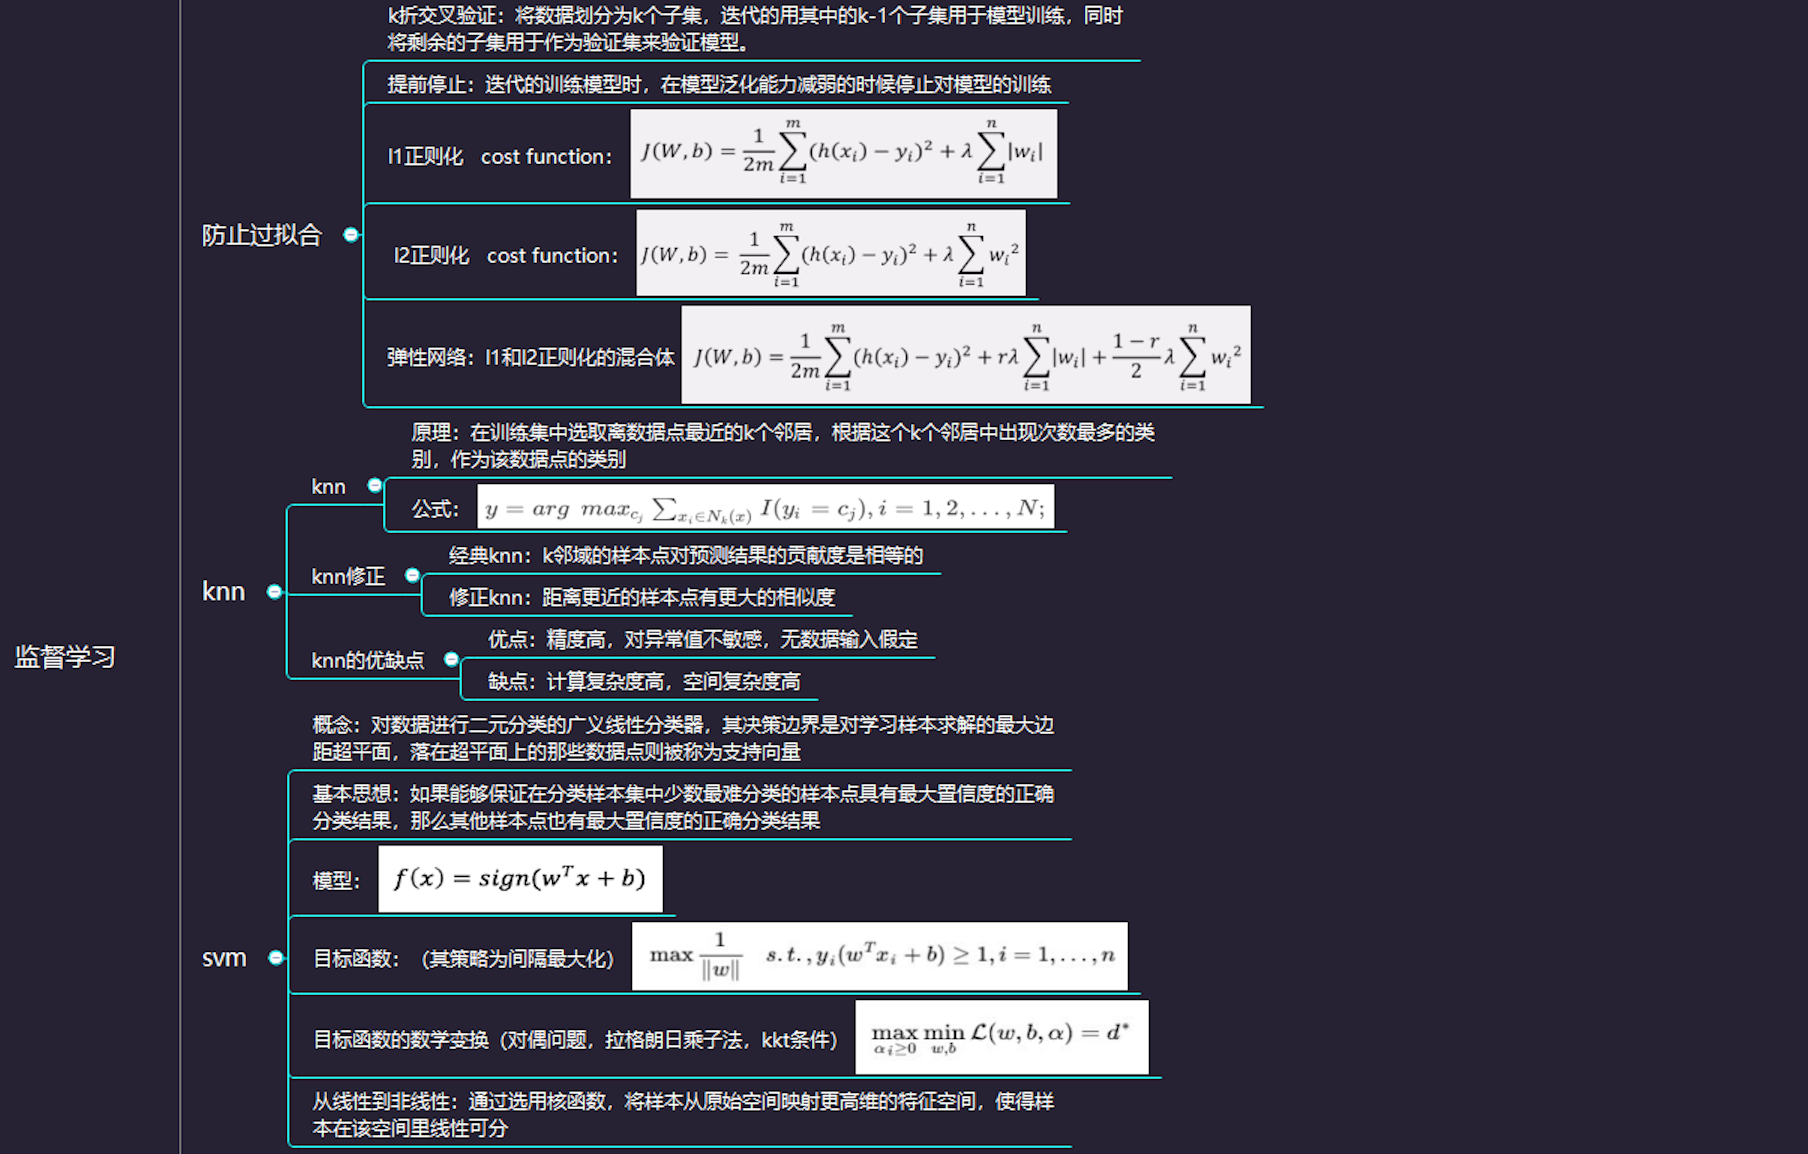 监督学习
防止过拟合
k折交叉验证：将数据划分为k个子集，迭代的用其中的k-1个子集用于模型训练，同时
将剩余的子集用于作为验证集来验证模型。
提前停止：迭代的训练模型时，在模型泛化能力减弱的时候停止对模型的训练
l1正则化 cost function： J(W,b) = \frac{1}{2m}\sum_{i=1}^{m}(h(x_i) − y_i)^2 + λ\sum_{i=1}^{n}|w_i|
l2正则化 cost function： J(W,b) = \frac{1}{2m}\sum_{i=1}^{m}(h(x_i) − y_i)^2 + λ\sum_{i=1}^{n}w_i^2
弹性网络：l1和l2正则化的混合体 J(W,b) = \frac{1}{2m}\sum_{i=1}^{m}(h(x_i) − y_i)^2 + rλ\sum_{i=1}^{n}|w_i| + \frac{1−r}{2}λ\sum_{i=1}^{n}w_i^2
knn
knn
原理：在训练集中选取离数据点最近的k个邻居，根据这个k个邻居中出现次数最多的类
别，作为该数据点的类别
公式： y = arg max_{c_j} \sum_{x_i∈N_k(x)} I(y_i = c_j), i = 1, 2, . . . , N;
knn修正
经典knn：k邻域的样本点对预测结果的贡献度是相等的
修正knn：距离更近的样本点有更大的相似度
knn的优缺点
优点：精度高，对异常值不敏感，无数据输入假定
缺点：计算复杂度高，空间复杂度高
svm
概念：对数据进行二元分类的广义线性分类器，其决策边界是对学习样本求解的最大边
距超平面，落在超平面上的那些数据点则被称为支持向量
基本思想：如果能够保证在分类样本集中少数最难分类的样本点具有最大置信度的正确
分类结果，那么其他样本点也有最大置信度的正确分类结果
模型： f(x) = sign(w^T x + b)
目标函数：（其策略为间隔最大化） max \frac{1}{‖w‖} s.t., y_i(w^T x_i + b) ≥ 1, i = 1, . . . , n
目标函数的数学变换（对偶问题，拉格朗日乘子法，kkt条件） \max_{α_i≥0} \min_{w,b} L(w, b, α) = d^*
从线性到非线性：通过选用核函数，将样本从原始空间映射更高维的特征空间，使得样
本在该空间里线性可分